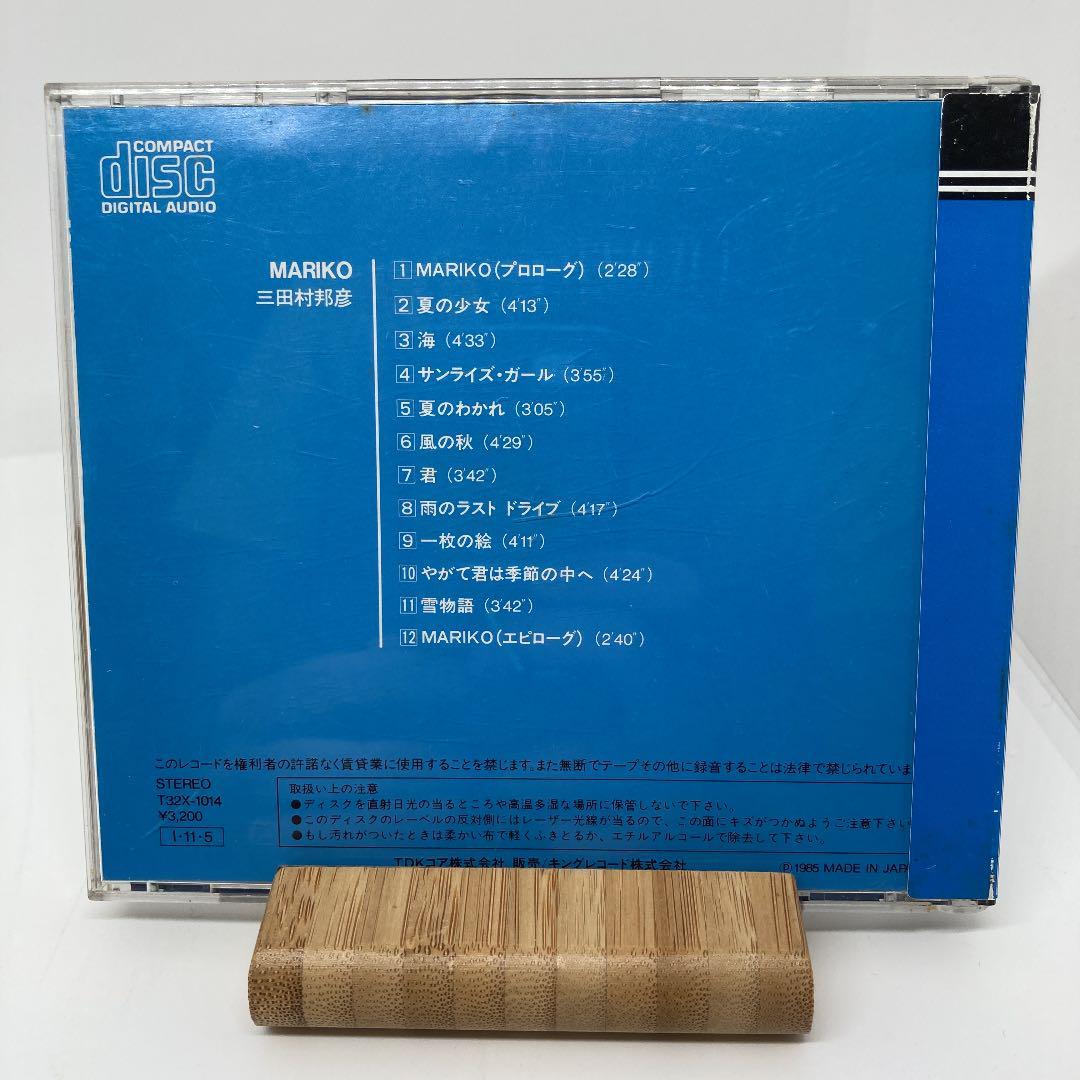 COMPACT
disc
DIGITAL AUDIO
MARIKO
三田村邦彦
1 MARIKO(プロローグ) (2'28")
2 夏の少女 (4'13")
3 海 (4'33")
4 サンライズ・ガール (3'55")
5 夏のわかれ (3'05")
6 風の秋 (4'29")
7 君 (3'42")
8 雨のラスト ドライブ (4'17")
9 一枚の絵 (4'11")
10 やがて君は季節の中へ (4'24")
11 雪物語 (3'42")
12 MARIKO(エピローグ) (2'40")
このレコードを権利者の許諾なく賃貸業に使用することを禁じます。また無断でテープその他に録音することは法律で禁じられていま
STEREO
T32X-1014
¥3,200
I・11・5
取扱い上の注意
●ディスクを直射日光の当るところや高温多湿な場所に保管しないで下さい。
●このディスクのレーベルの反対側にはレーザー光線が当るので、この面にキズがつかぬようご注意下さい
●もし汚れがついたときは柔かい布で軽くふきとるか、エチルアルコールで除去して下さい。
TDKコア株式会社 販売/キングレコード株式会社
Ⓟ1985 MADE IN JAP